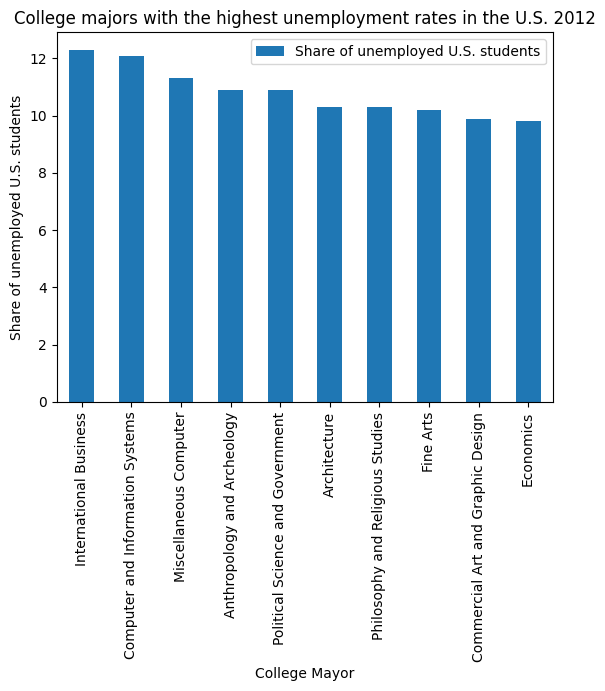 College majors with the highest unemployment rates in the U.S. 2012
Share of unemployed U.S. students
Share of unemployed U.S. students
12
10
8
6
4
2
0
International Business
Computer and Information Systems
Miscellaneous Computer
Anthropology and Archeology
Political Science and Government
Architecture
Philosophy and Religious Studies
Fine Arts
Commercial Art and Graphic Design
Economics
College Mayor